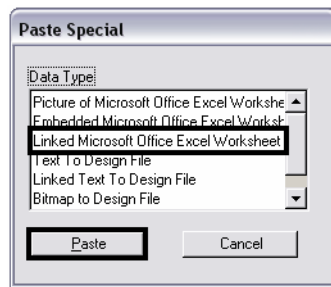 Paste Special
Data Type
Picture of Microsoft Office Excel Workshe
Embedded Microsoft Office Excel Worksh
Linked Microsoft Office Excel Worksheet
Text To Design File
Linked Text To Design File
Bitmap to Design File
Paste
Cancel